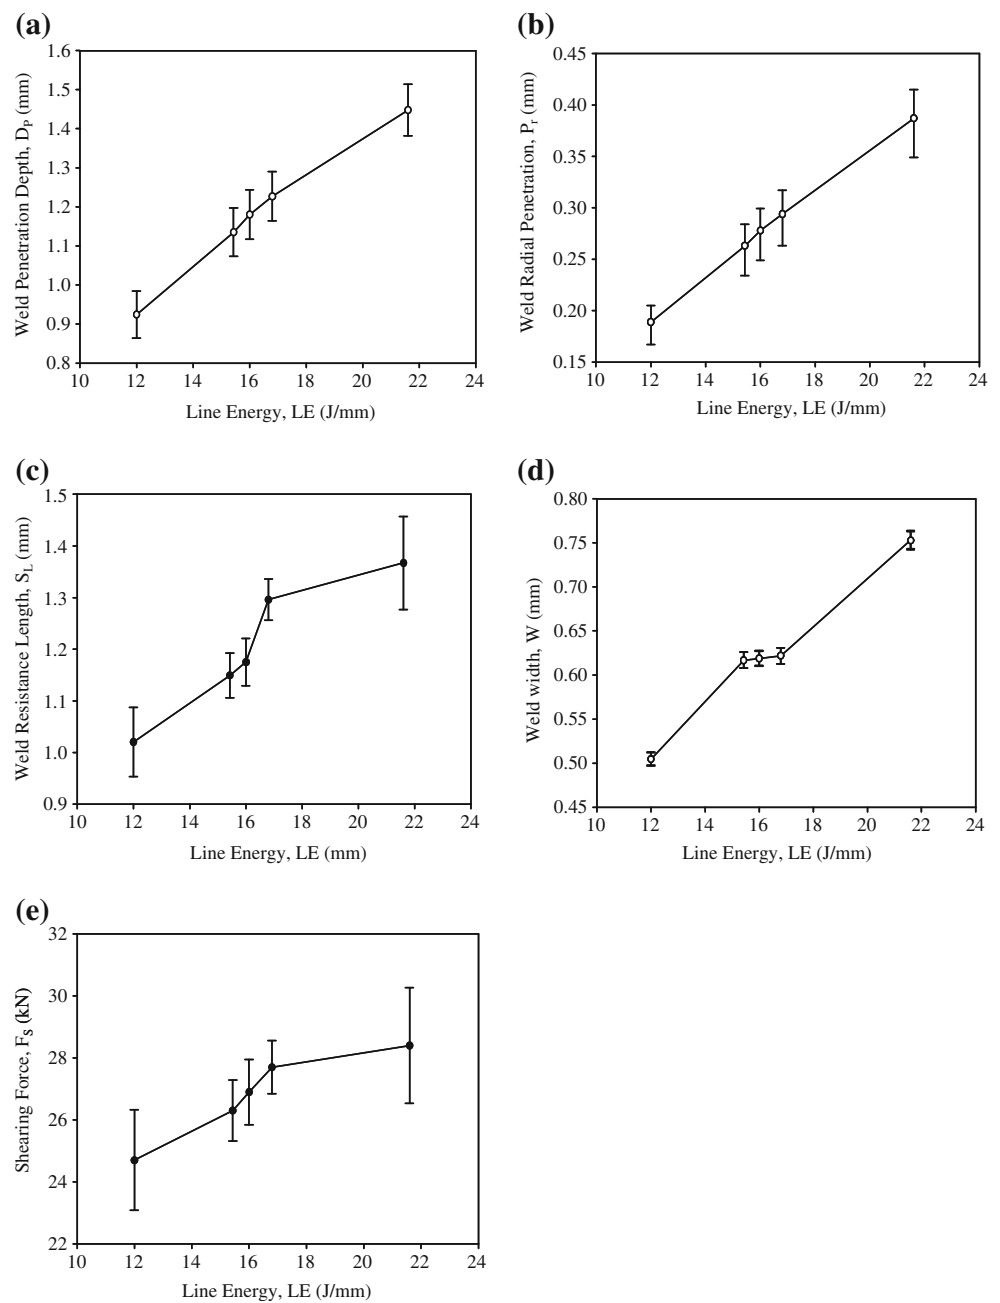 (a)
1.6
1.5
1.4
1.3
1.2
1.1
1.0
0.9
0.8
Weld Penetration Depth, DP (mm)
10 12 14 16 18 20 22 24
Line Energy, LE (J/mm)
(b)
0.45
0.40
0.35
0.30
0.25
0.20
0.15
Weld Radial Penetration, Pr (mm)
10 12 14 16 18 20 22 24
Line Energy, LE (J/mm)
(c)
1.5
1.4
1.3
1.2
1.1
1.0
0.9
Weld Resistance Length, SL (mm)
10 12 14 16 18 20 22 24
Line Energy, LE (mm)
(d)
0.80
0.75
0.70
0.65
0.60
0.55
0.50
0.45
Weld width, W (mm)
10 12 14 16 18 20 22 24
Line Energy, LE (J/mm)
(e)
32
30
28
26
24
22
Shearing Force, FS (kN)
10 12 14 16 18 20 22 24
Line Energy, LE (J/mm)